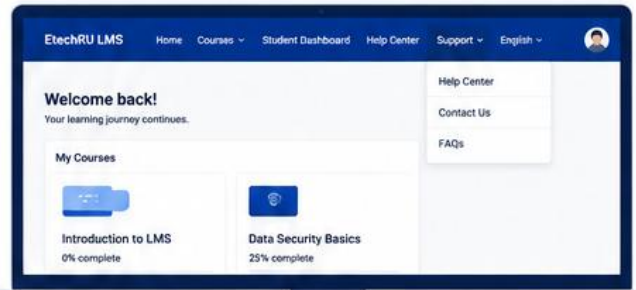 EtechRU LMS Home Courses Student Dashboard Help Center Support English
Help Center
Contact Us
FAQs
Welcome back!
Your learning journey continues.
My Courses
Introduction to LMS
0% complete
Data Security Basics
25% complete